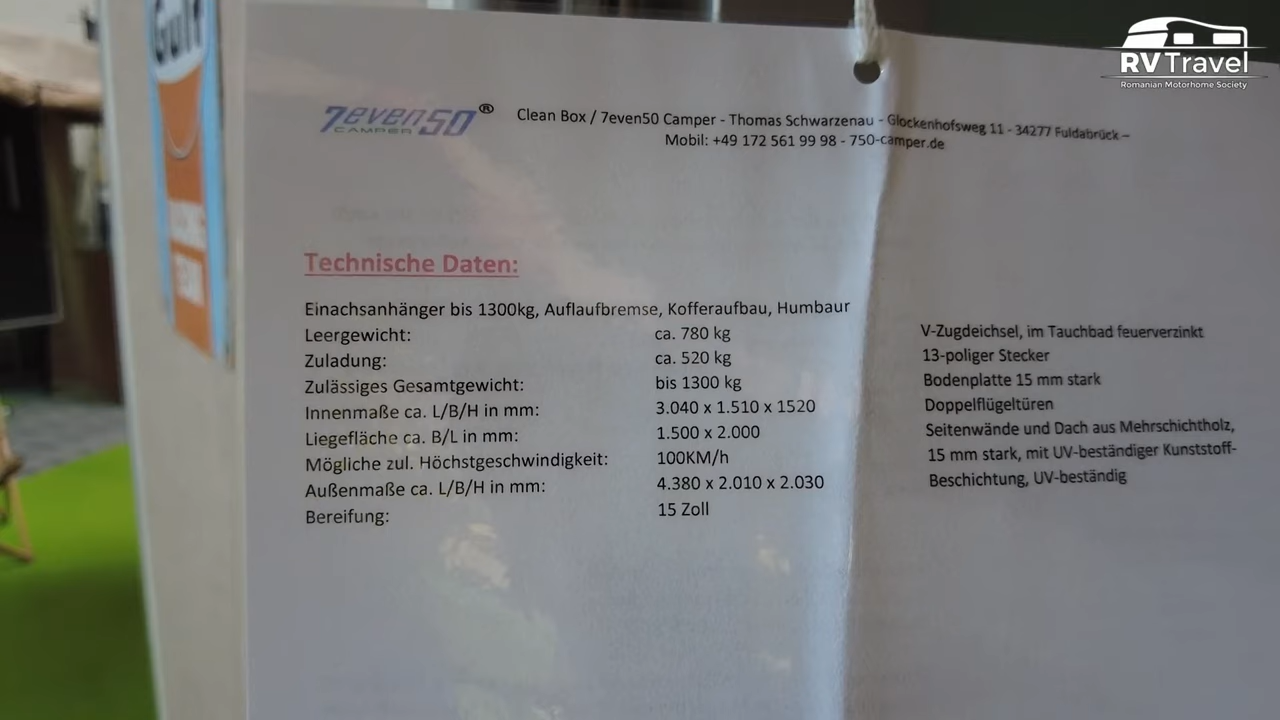 Gulf
RACING
TEAM
RVTravel
Romanian Motorhome Society
7even50®
CAMPER
Clean Box / 7even50 Camper - Thomas Schwarzenau - Glockenhofsweg 11 - 34277 Fuldabrück –
Mobil: +49 172 561 99 98 - 750-camper.de
Technische Daten:
Einachsanhänger bis 1300kg, Auflaufbremse, Kofferaufbau, Humbaur
Leergewicht: ca. 780 kg
Zuladung: ca. 520 kg
Zulässiges Gesamtgewicht: bis 1300 kg
Innenmaße ca. L/B/H in mm: 3.040 x 1.510 x 1520
Liegefläche ca. B/L in mm: 1.500 x 2.000
Mögliche zul. Höchstgeschwindigkeit: 100KM/h
Außenmaße ca. L/B/H in mm: 4.380 x 2.010 x 2.030
Bereifung: 15 Zoll
V-Zugdeichsel, im Tauchbad feuerverzinkt
13-poliger Stecker
Bodenplatte 15 mm stark
Doppelflügeltüren
Seitenwände und Dach aus Mehrschichtholz,
15 mm stark, mit UV-beständiger Kunststoff-
Beschichtung, UV-beständig